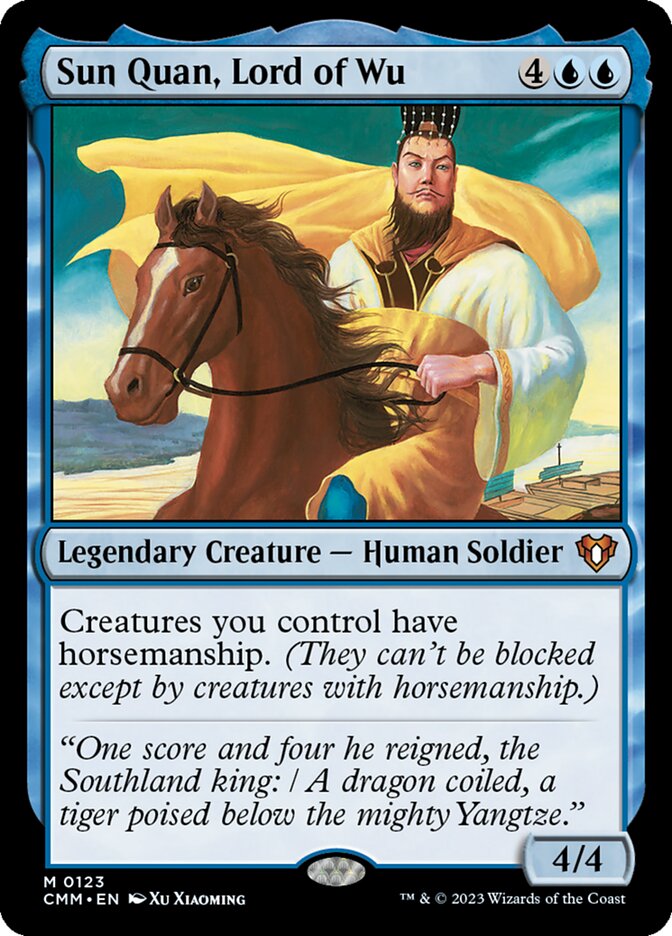 Sun Quan, Lord of Wu 4
Legendary Creature — Human Soldier
Creatures you control have
horsemanship. (They can't be blocked
except by creatures with horsemanship.)
"One score and four he reigned, the
Southland king: / A dragon coiled, a
tiger poised below the mighty Yangtze."
4/4
M 0123
CMM • EN Xu Xiaoming
™ & © 2023 Wizards of the Coast